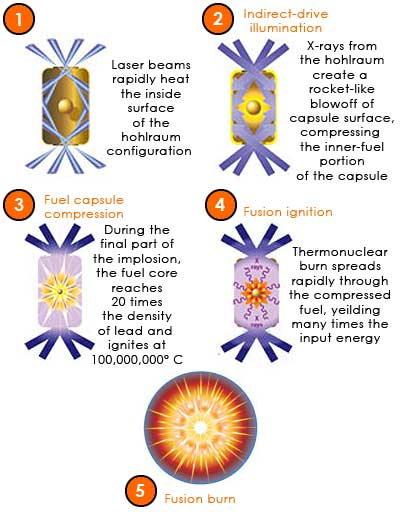 1
Laser beams
rapidly heat
the inside
surface
of the
hohlraum
configuration
2
Indirect-drive
illumination
X-rays from
the hohlraum
create a
rocket-like
blowoff of
capsule surface,
compressing
the inner-fuel
portion
of the capsule
3
Fuel capsule
compression
During the
final part of
the implosion,
the fuel core
reaches
20 times
the density
of lead and
ignites at
100,000,000° C
4
Fusion ignition
X
rays
X
rays
Thermonuclear
burn spreads
rapidly through
the compressed
fuel, yeilding
many times the
input energy
5
Fusion burn